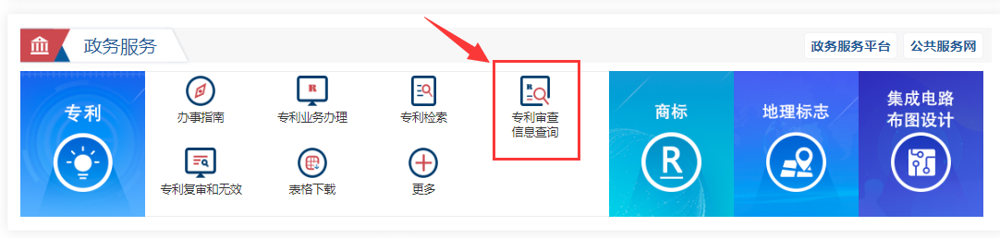 政务服务
政务服务平台
公共服务网
专利
办事指南
专利业务办理
专利检索
专利审查
信息查询
专利复审和无效
表格下载
更多
商标
R
地理标志
集成电路
布图设计